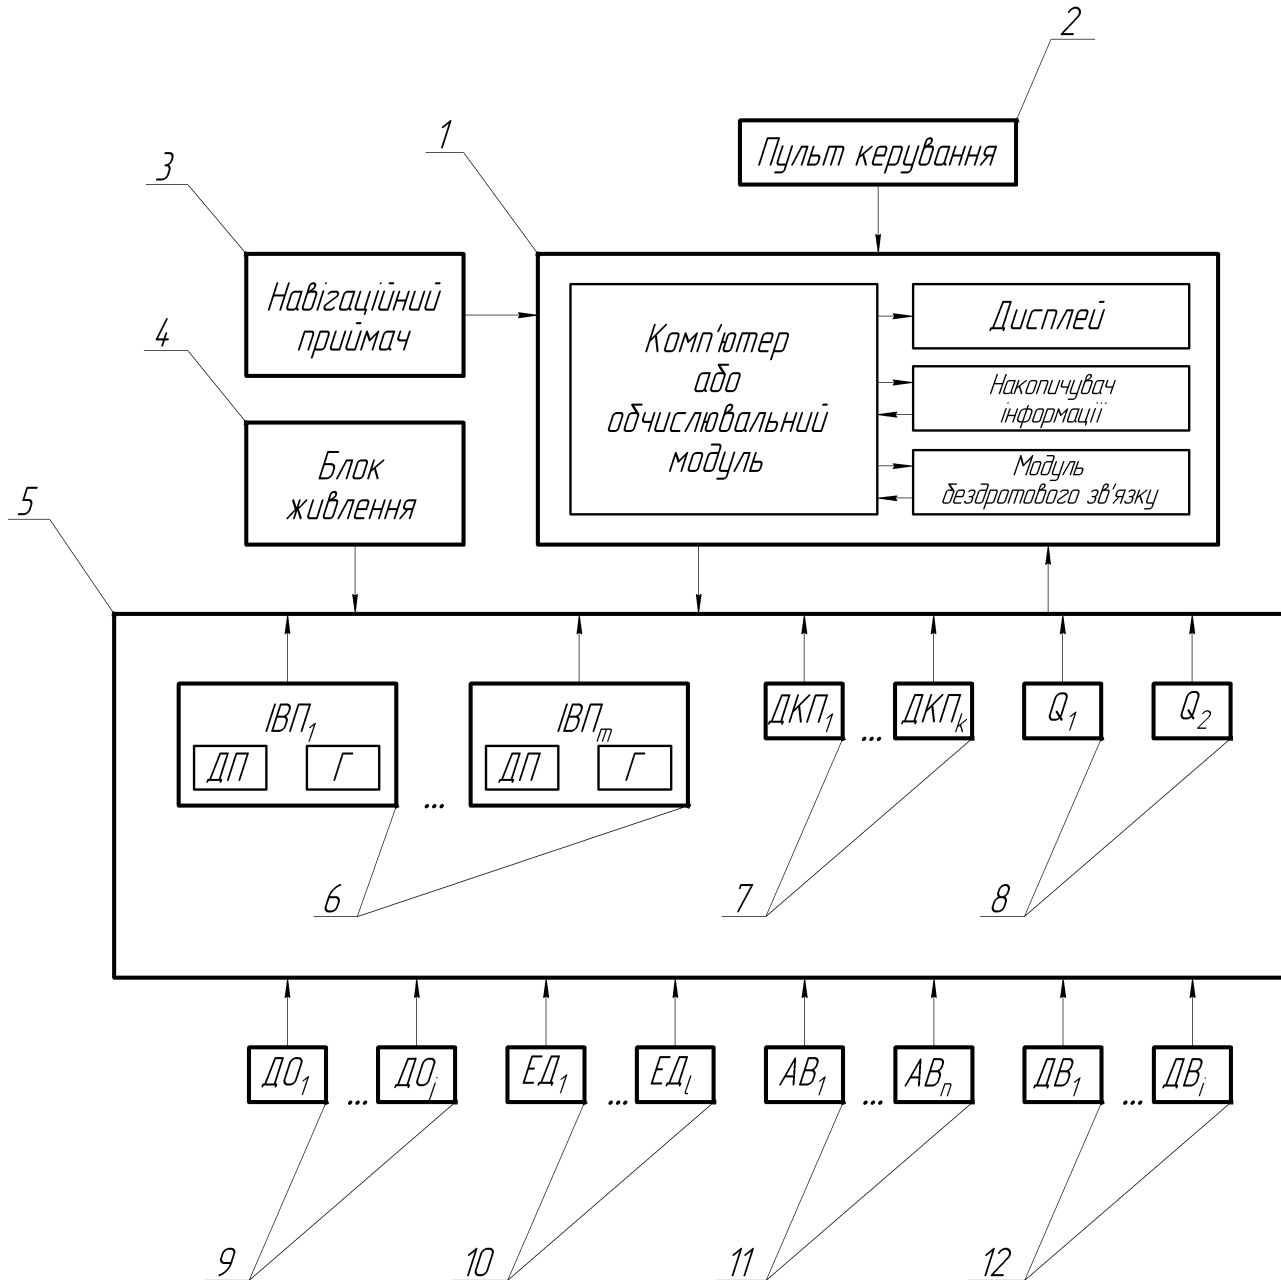 2
1
Пульт керування
3
Навігаційний
приймач
Комп'ютер
або
обчислювальний
модуль
Дисплей
Накопичувач
інформації
Модуль
бездротового зв'язку
4
Блок
живлення
5
ІВП1
ДП Г
...
ІВПm
ДП Г
ДКП1 ... ДКПk
Q1 Q2
6 7 8
ДО1 ... ДОj ЕД1 ... ЕДl АВ1 ... АВn ДВ1 ... ДВi
9 10 11 12